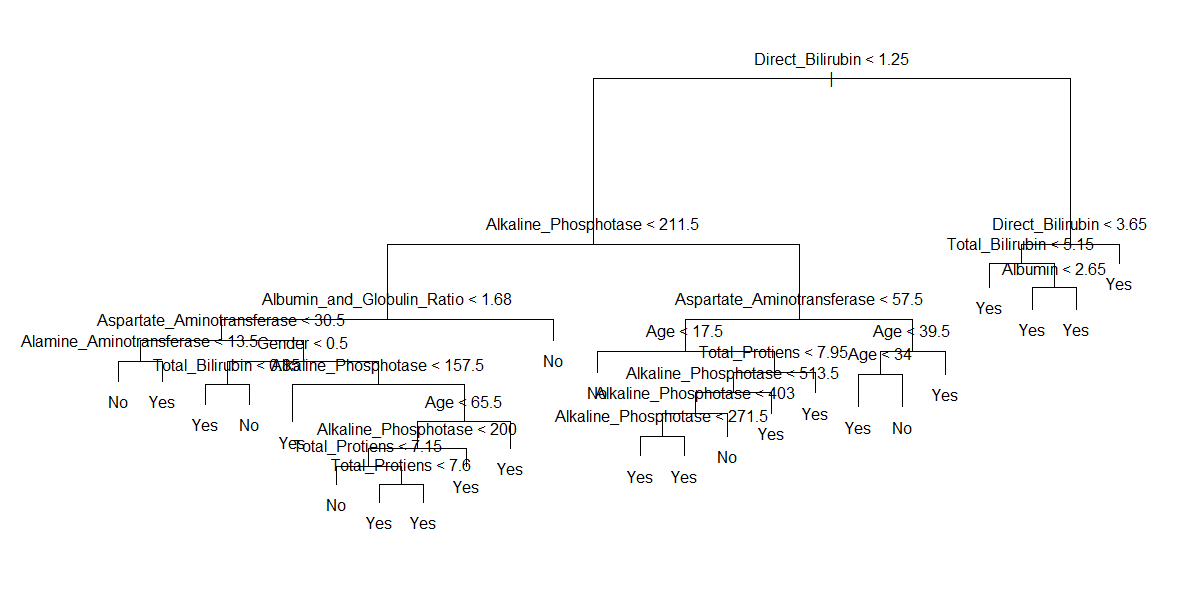 Direct_Bilirubin < 1.25
Alkaline_Phosphotase < 211.5
Direct_Bilirubin < 3.65
Total_Bilirubin < 5.15
Albumin < 2.65
Yes
Yes
Yes
Yes
Albumin_and_Globulin_Ratio < 1.68
Aspartate_Aminotransferase < 57.5
Aspartate_Aminotransferase < 30.5
Age < 17.5
Age < 39.5
Alamine_Aminotransferase < 13.5
Gender < 0.5
Total_Protiens < 7.95
Age < 34
No
Total_Bilirubin < 0.85
Alkaline_Phosphotase < 157.5
Alkaline_Phosphotase < 513.5
No
Alkaline_Phosphotase < 403
Yes
No
Yes
Age < 65.5
Alkaline_Phosphotase < 271.5
Yes
Yes
No
Alkaline_Phosphotase < 200
Yes
Yes
No
Yes
Total_Protiens < 7.15
No
Total_Protiens < 7.6
Yes
Yes
Yes
Yes
No
Yes
Yes